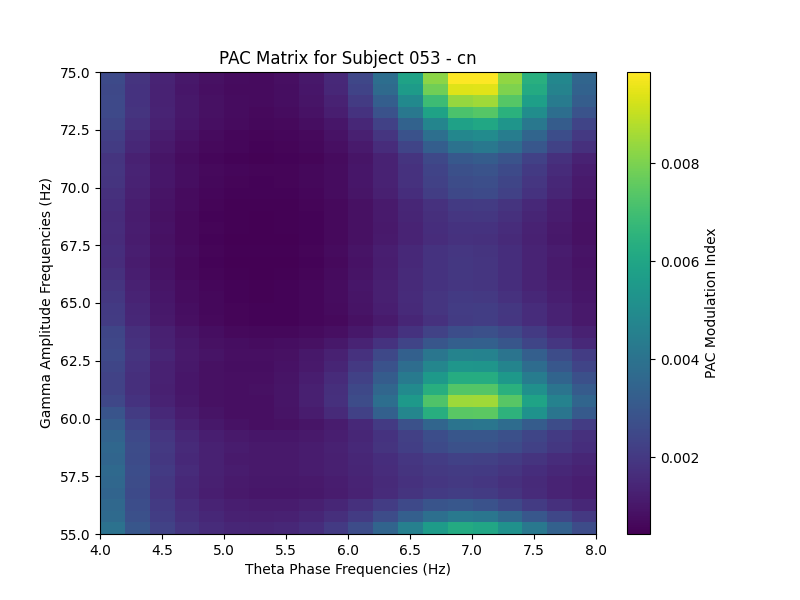 PAC Matrix for Subject 053 - cn
75.0
72.5
70.0
67.5
65.0
62.5
60.0
57.5
55.0
Gamma Amplitude Frequencies (Hz)
4.0 4.5 5.0 5.5 6.0 6.5 7.0 7.5 8.0
Theta Phase Frequencies (Hz)
0.008
0.006
0.004
0.002
PAC Modulation Index